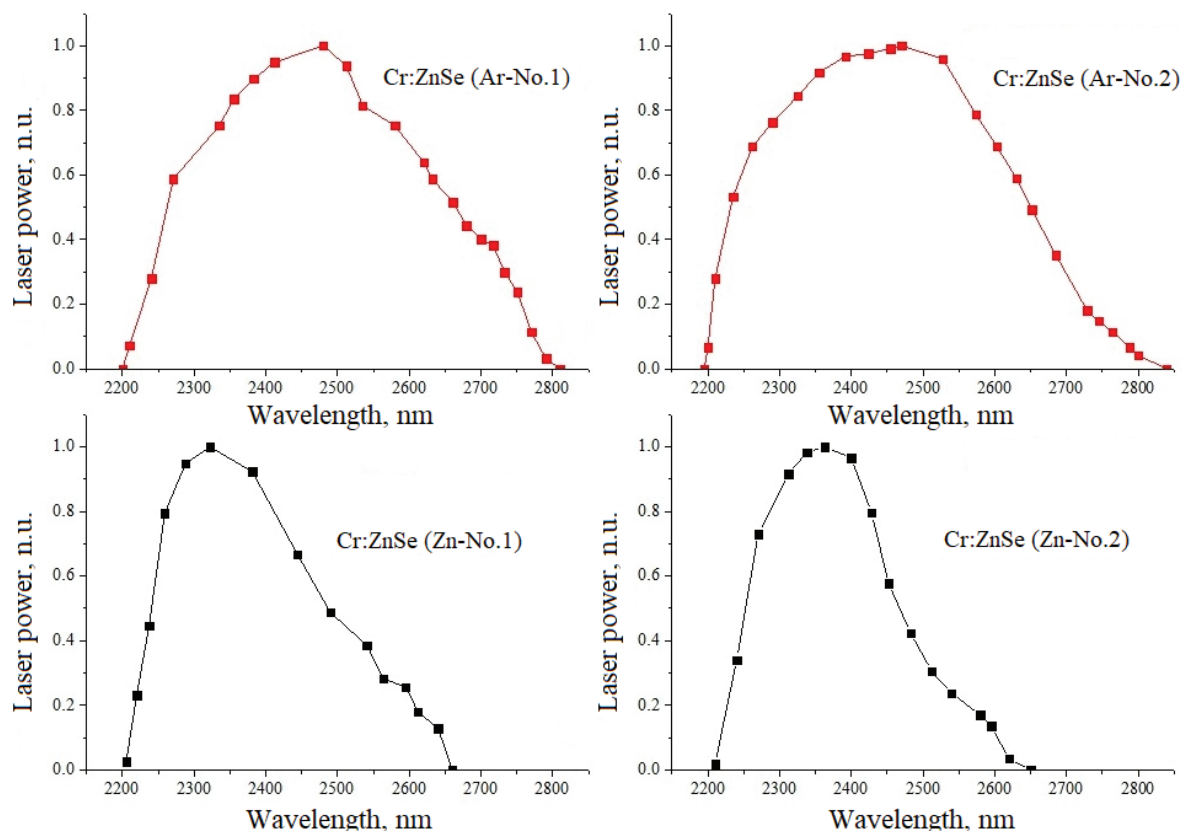 Laser power, n.u.
1.0
0.8
0.6
0.4
0.2
0.0
Cr:ZnSe (Ar-No.1)
2200 2300 2400 2500 2600 2700 2800
Wavelength, nm
Laser power, n.u.
1.0
0.8
0.6
0.4
0.2
0.0
Cr:ZnSe (Ar-No.2)
2200 2300 2400 2500 2600 2700 2800
Wavelength, nm
Laser power, n.u.
1.0
0.8
0.6
0.4
0.2
0.0
Cr:ZnSe (Zn-No.1)
2200 2300 2400 2500 2600 2700 2800
Wavelength, nm
Laser power, n.u.
1.0
0.8
0.6
0.4
0.2
0.0
Cr:ZnSe (Zn-No.2)
2200 2300 2400 2500 2600 2700 2800
Wavelength, nm